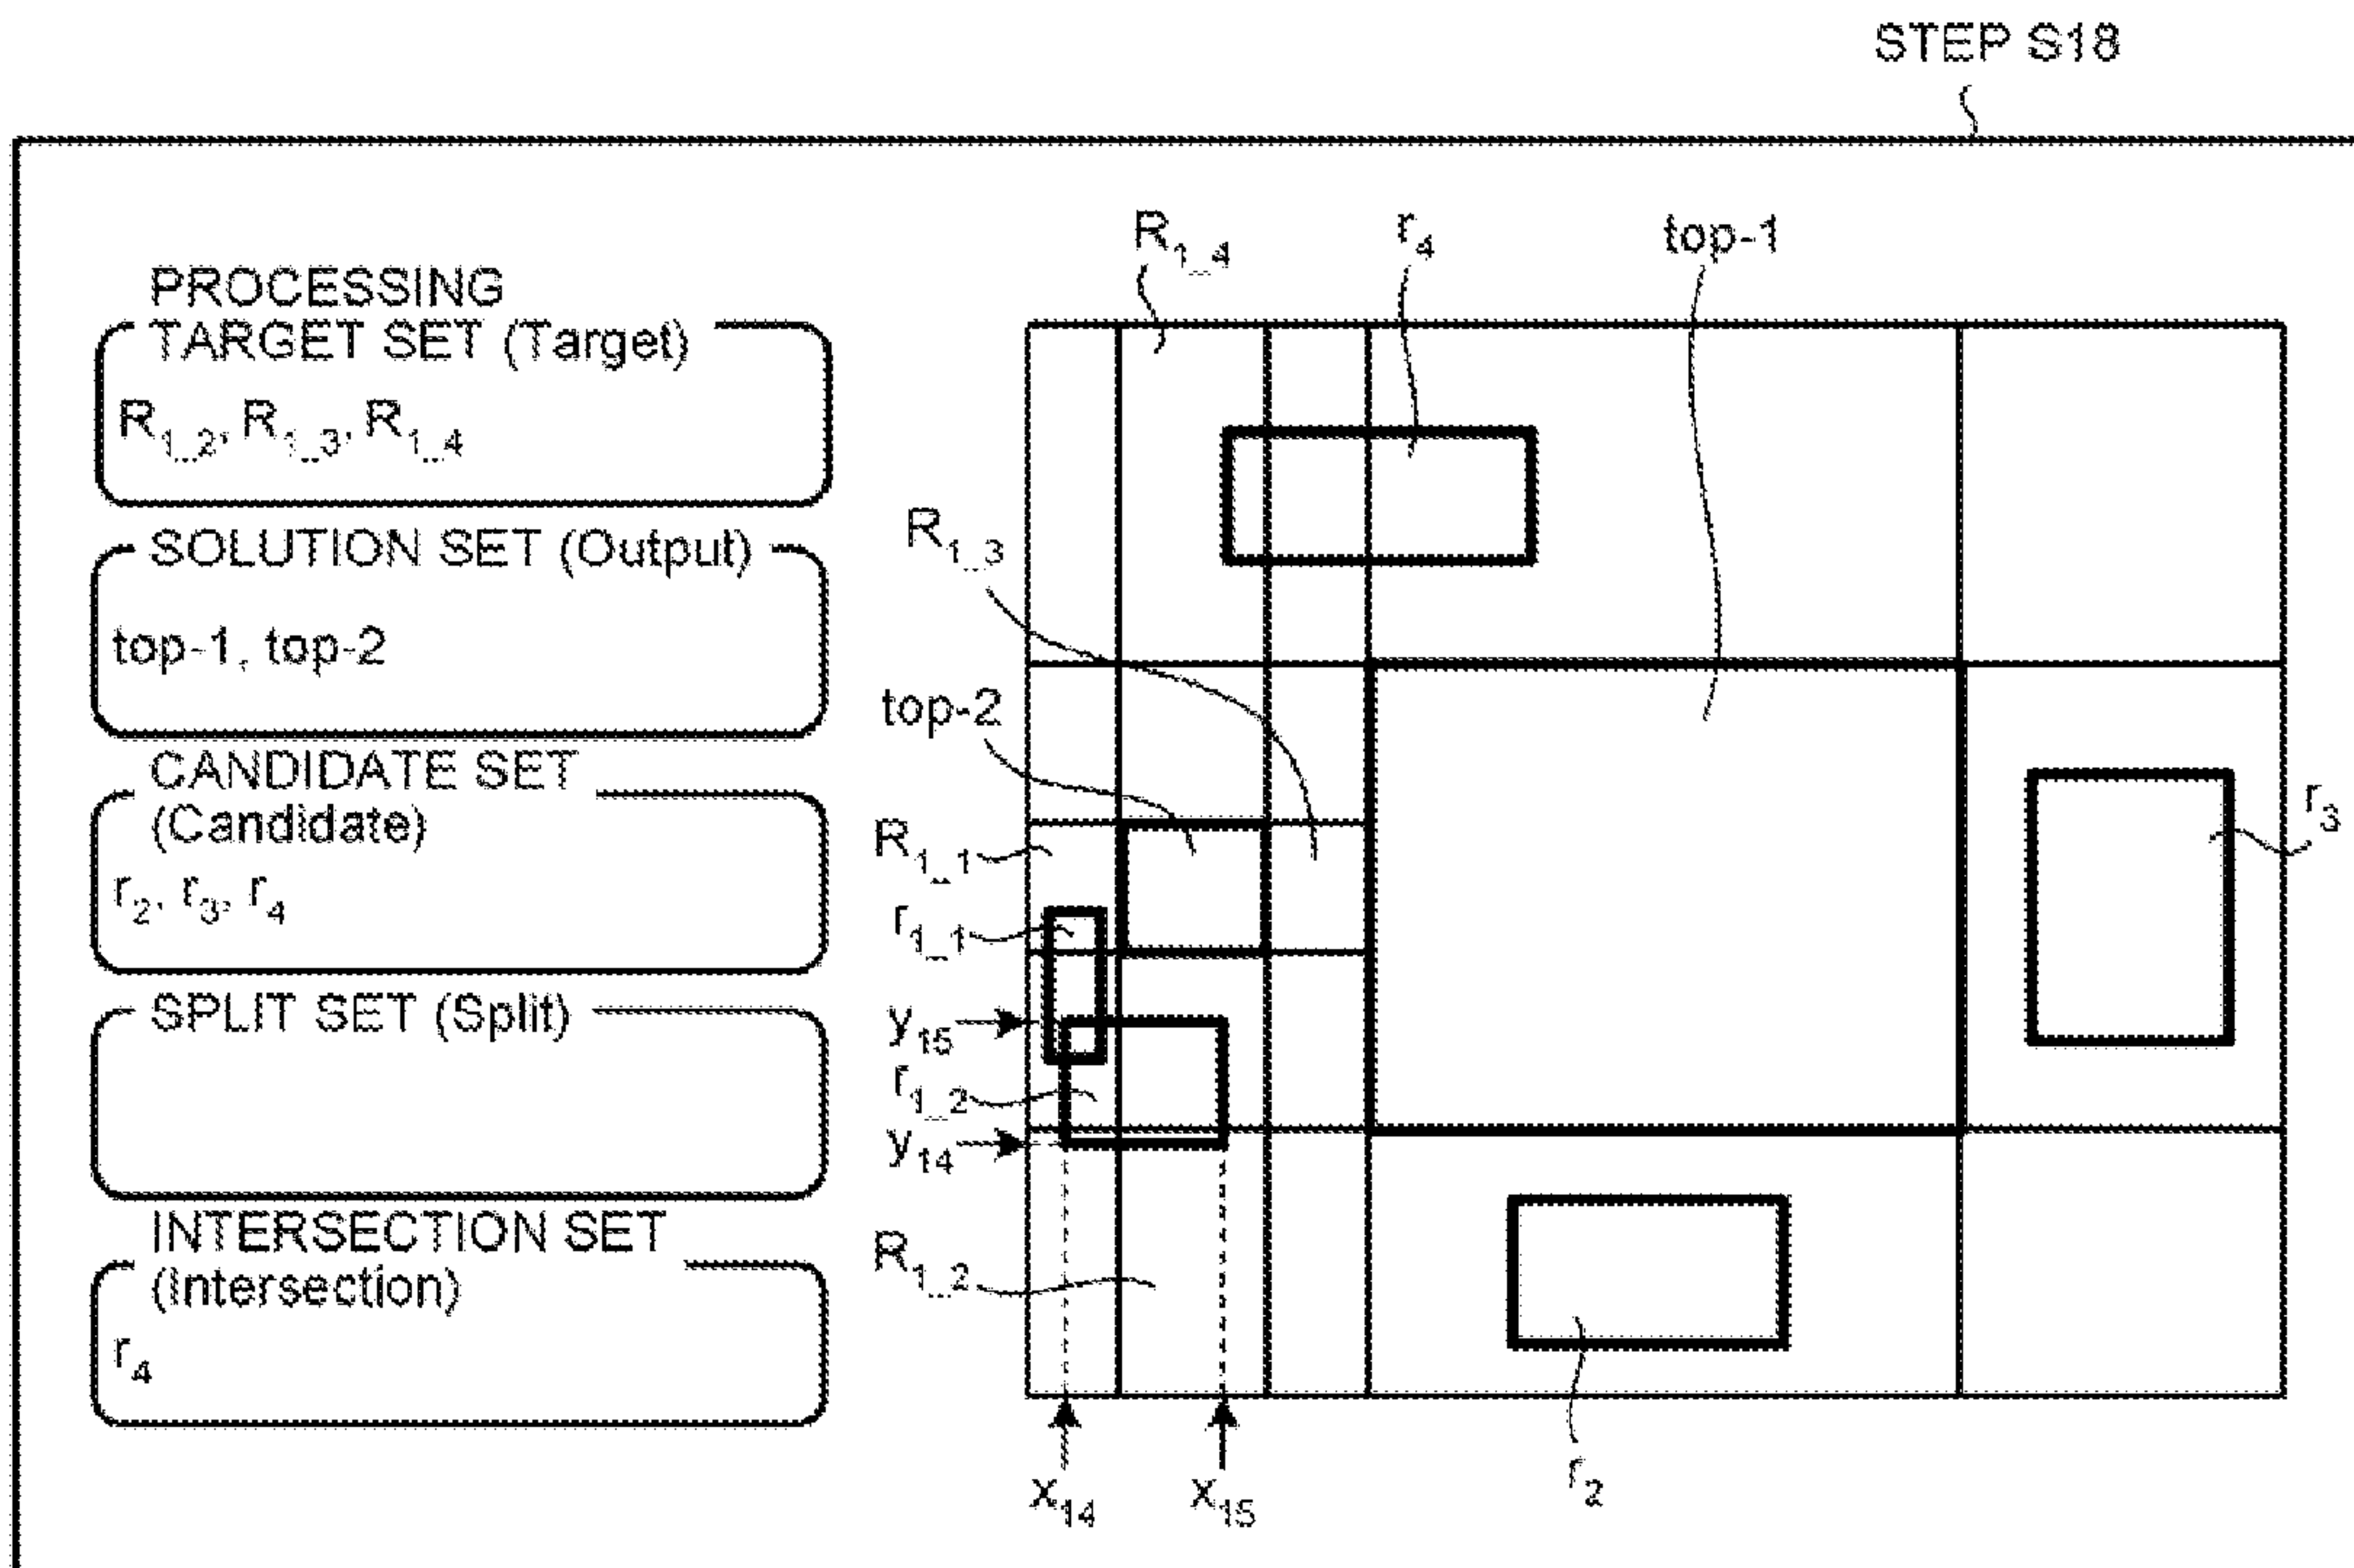 STEP S18
PROCESSING
TARGET SET (Target)
R1_2, R1_3, R1_4
SOLUTION SET (Output)
top-1, top-2
CANDIDATE SET
(Candidate)
r2, r3, r4
SPLIT SET (Split)
INTERSECTION SET
(Intersection)
r4
R1_4
r4
top-1
R1_3
top-2
r3
R1_1
r1_1
y15
r1_2
y14
R1_2
r2
x14
x15